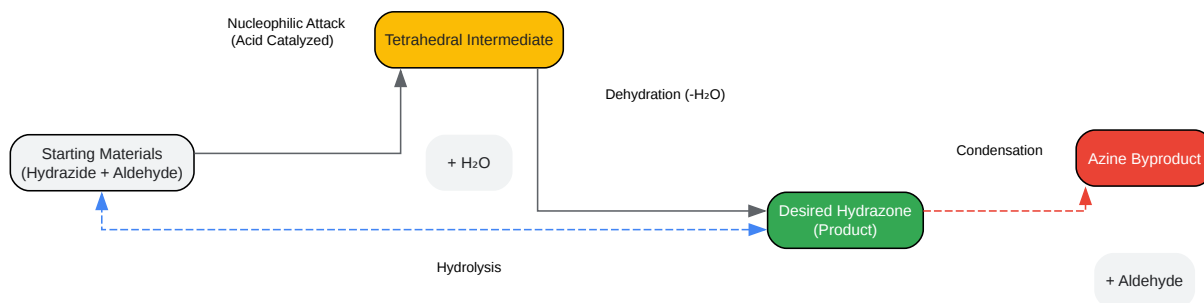 Nucleophilic Attack
(Acid Catalyzed)
Tetrahedral Intermediate
Dehydration (-H₂O)
Starting Materials
(Hydrazide + Aldehyde)
+ H₂O
Condensation
Azine Byproduct
Desired Hydrazone
(Product)
Hydrolysis
+ Aldehyde